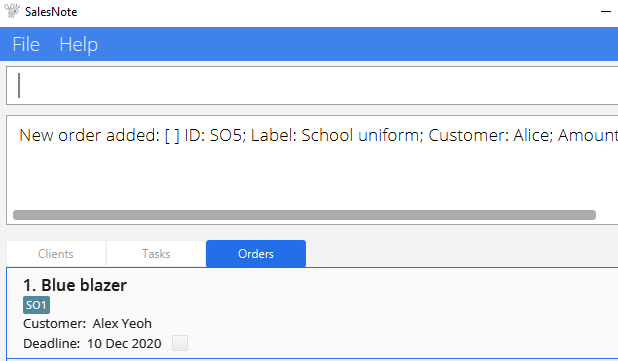 SalesNote
File Help
New order added: [ ] ID: SO5; Label: School uniform; Customer: Alice; Amount
Clients Tasks Orders
1. Blue blazer
SO1
Customer: Alex Yeoh
Deadline: 10 Dec 2020